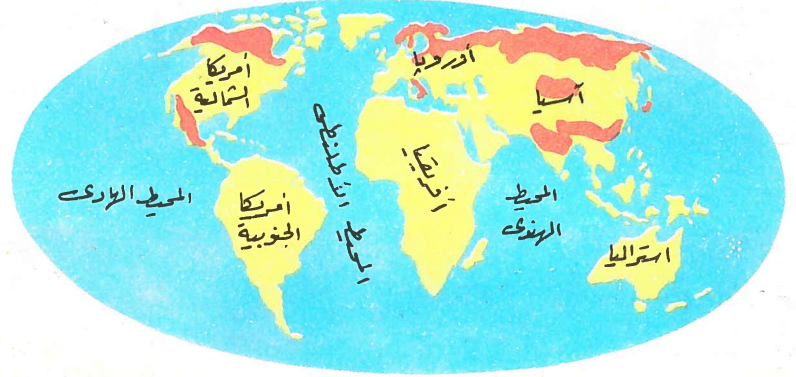 أمريكا
الشمالية
أوروبا
آسيا
المحيط الأطلنطى
أفريقيا
المحيط الهادى
أمريكا
الجنوبية
المحيط
الهندى
استراليا